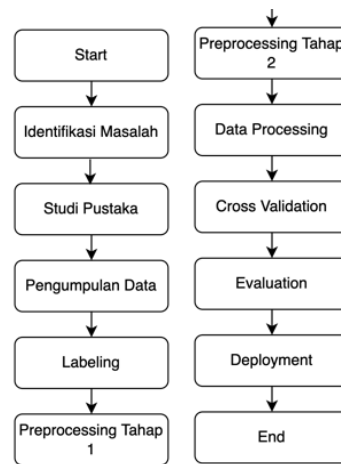 Start
Identifikasi Masalah
Studi Pustaka
Pengumpulan Data
Labeling
Preprocessing Tahap
1
Preprocessing Tahap
2
Data Processing
Cross Validation
Evaluation
Deployment
End